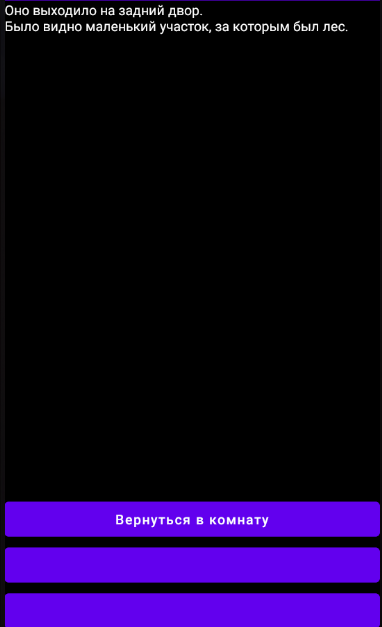 Оно выходило на задний двор.
Было видно маленький участок, за которым был лес.
Вернуться в комнату